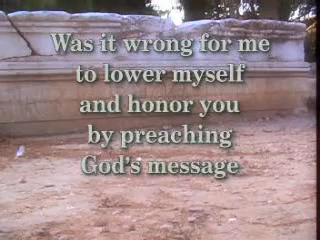 Was it wrong for me
to lower myself
and honor you
by preaching
God's message